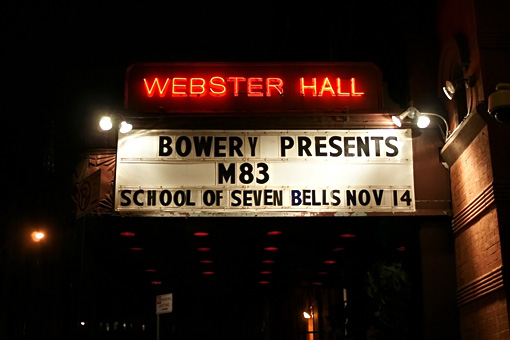 WEBSTER HALL
BOWERY PRESENTS
M83
SCHOOL OF SEVEN BELLS NOV 14